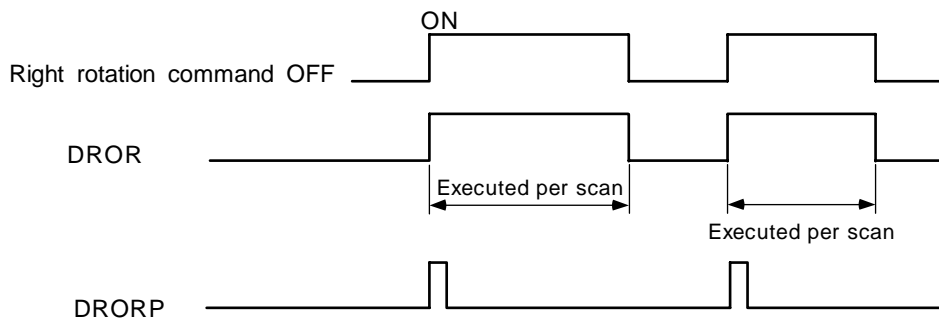 ON
Right rotation command OFF
DROR
Executed per scan
Executed per scan
DRORP